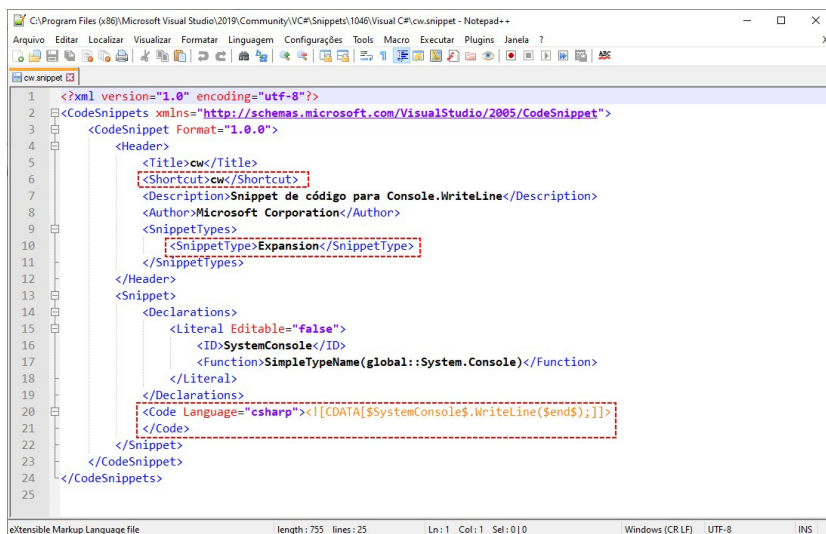 C:\Program Files (x86)\Microsoft Visual Studio\2019\Community\VC#\Snippets\1046\Visual C#\cw.snippet - Notepad++
Arquivo Editar Localizar Visualizar Formatar Linguagem Configurações Tools Macro Executar Plugins Janela ? X
ABC
cw.snippet
1 <?xml version="1.0" encoding="utf-8"?>
2 <CodeSnippets xmlns="http://schemas.microsoft.com/VisualStudio/2005/CodeSnippet">
3 <CodeSnippet Format="1.0.0">
4 <Header>
5 <Title>cw</Title>
6 <Shortcut>cw</Shortcut>
7 <Description>Snippet de código para Console.WriteLine</Description>
8 <Author>Microsoft Corporation</Author>
9 <SnippetTypes>
10 <SnippetType>Expansion</SnippetType>
11 </SnippetTypes>
12 </Header>
13 <Snippet>
14 <Declarations>
15 <Literal Editable="false">
16 <ID>SystemConsole</ID>
17 <Function>SimpleTypeName(global::System.Console)</Function>
18 </Literal>
19 </Declarations>
20 <Code Language="csharp"><![CDATA[$SystemConsole$.WriteLine($end$);]]>
21 </Code>
22 </Snippet>
23 </CodeSnippet>
24 </CodeSnippets>
25
eXtensible Markup Language file length : 755 lines : 25 Ln : 1 Col : 1 Sel : 0 | 0 Windows (CR LF) UTF-8 INS